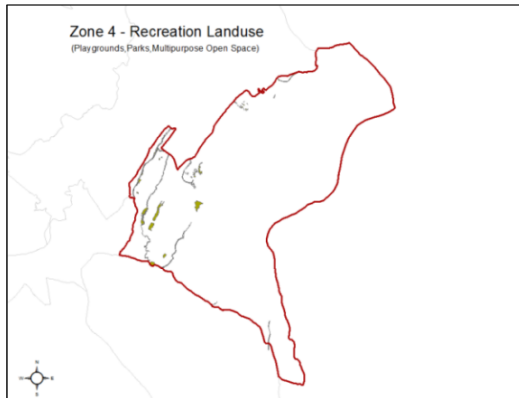 Zone 4 - Recreation Landuse
(Playgrounds,Parks,Multipurpose Open Space)
N
W
E
S